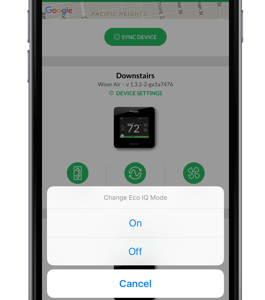 Google
PACIFIC HEIGHTS
SYNC DEVICE
Downstairs
Wiser Air - v 1.3.2-2-ga1a7476
DEVICE SETTINGS
72
Change Eco IQ Mode
On
Off
Cancel